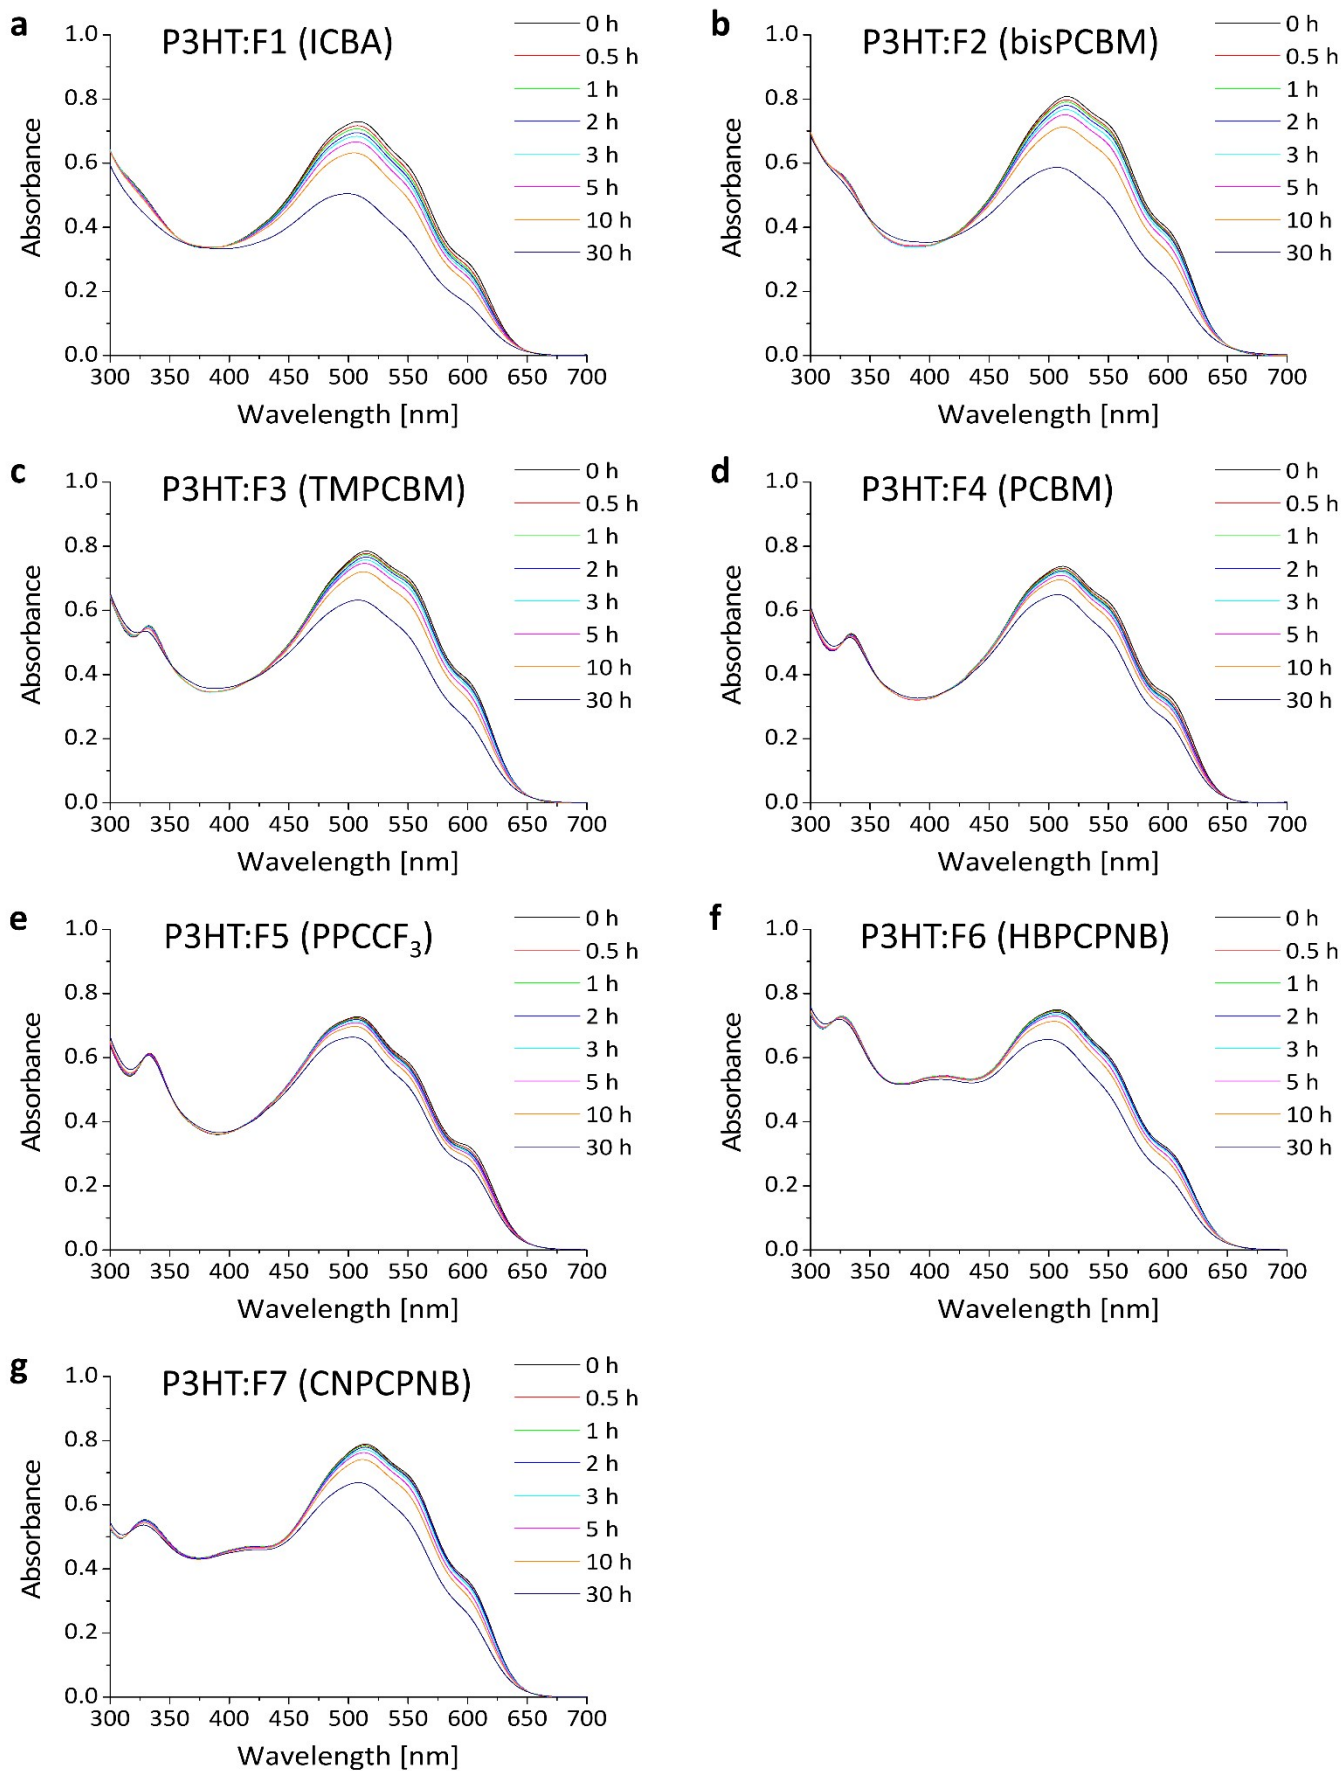 a
P3HT:F1 (ICBA)
0 h
0.5 h
1 h
2 h
3 h
5 h
10 h
30 h
1.0
0.8
0.6
0.4
0.2
0.0
Absorbance
300 350 400 450 500 550 600 650 700
Wavelength [nm]
b
P3HT:F2 (bisPCBM)
0 h
0.5 h
1 h
2 h
3 h
5 h
10 h
30 h
1.0
0.8
0.6
0.4
0.2
0.0
Absorbance
300 350 400 450 500 550 600 650 700
Wavelength [nm]
c
P3HT:F3 (TMPCBM)
0 h
0.5 h
1 h
2 h
3 h
5 h
10 h
30 h
1.0
0.8
0.6
0.4
0.2
0.0
Absorbance
300 350 400 450 500 550 600 650 700
Wavelength [nm]
d
P3HT:F4 (PCBM)
0 h
0.5 h
1 h
2 h
3 h
5 h
10 h
30 h
1.0
0.8
0.6
0.4
0.2
0.0
Absorbance
300 350 400 450 500 550 600 650 700
Wavelength [nm]
e
P3HT:F5 (PPCCF₃)
0 h
0.5 h
1 h
2 h
3 h
5 h
10 h
30 h
1.0
0.8
0.6
0.4
0.2
0.0
Absorbance
300 350 400 450 500 550 600 650 700
Wavelength [nm]
f
P3HT:F6 (HBPCPNB)
0 h
0.5 h
1 h
2 h
3 h
5 h
10 h
30 h
1.0
0.8
0.6
0.4
0.2
0.0
Absorbance
300 350 400 450 500 550 600 650 700
Wavelength [nm]
g
P3HT:F7 (CNPCPNB)
0 h
0.5 h
1 h
2 h
3 h
5 h
10 h
30 h
1.0
0.8
0.6
0.4
0.2
0.0
Absorbance
300 350 400 450 500 550 600 650 700
Wavelength [nm]